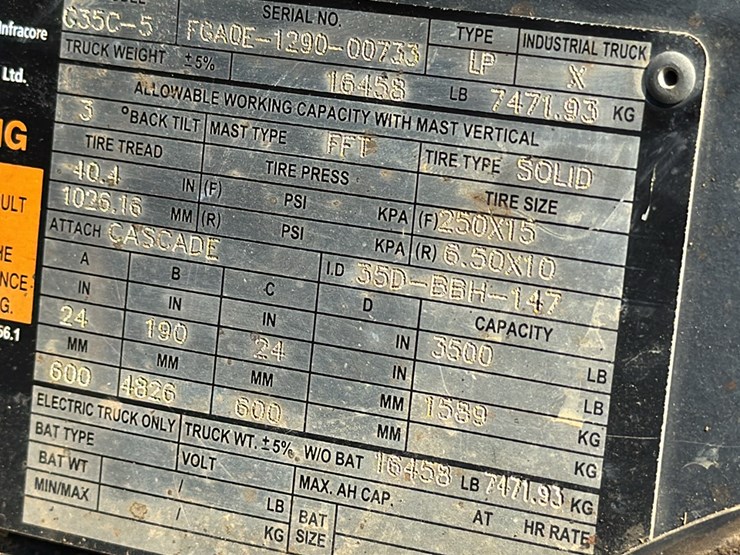 SERIAL NO. TYPE INDUSTRIAL TRUCK
G35C-5 FGA0E-1290-00733 LP X
TRUCK WEIGHT ±5% 16458 LB 7471.93 KG
ALLOWABLE WORKING CAPACITY WITH MAST VERTICAL
3 °BACK TILT MAST TYPE FFT TIRE TYPE SOLID
TIRE TREAD TIRE PRESS TIRE SIZE
40.4 IN (F) PSI KPA (F) 250X15
1026.16 MM (R) PSI KPA (R) 6.50X10
ATTACH CASCADE I.D 35D-BBH-147
A B C D CAPACITY
IN IN IN IN 3500 LB
24 190 24 IN LB
MM MM MM MM 1589 KG
600 4826 600 MM KG
ELECTRIC TRUCK ONLY TRUCK WT. ±5% W/O BAT 16458 LB 7471.93 KG
BAT TYPE VOLT MAX. AH CAP. AT HR RATE
BAT WT / LB BAT
MIN/MAX / KG SIZE
Infracore
Ltd.
NG
ULT
HE
NCE
G.
56.1